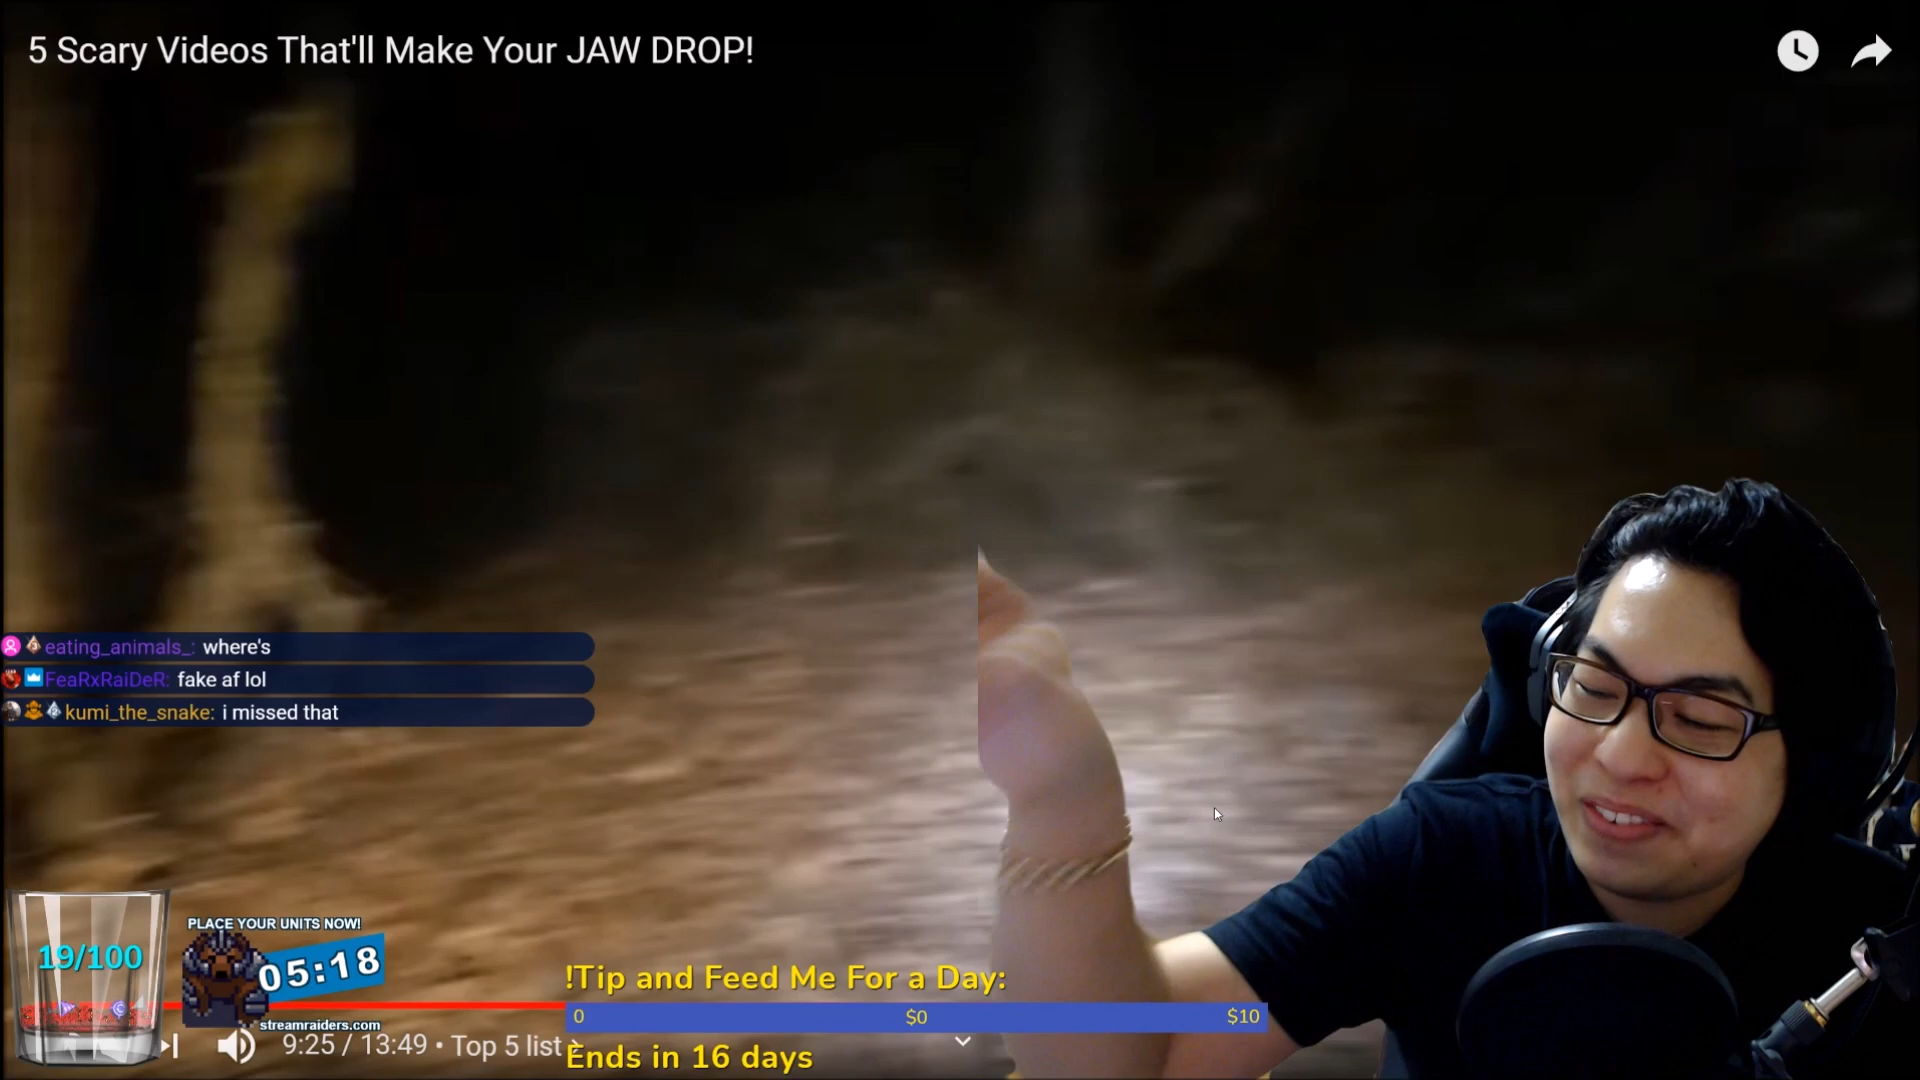 5 Scary Videos That'll Make Your JAW DROP!
eating_animals_: where's
FeaRxRaiDeR: fake af lol
kumi_the_snake: i missed that
19/100
PLACE YOUR UNITS NOW!
05:18
streamraiders.com
!Tip and Feed Me For a Day:
0 $0 $10
9:25 / 13:49 • Top 5 list
Ends in 16 days